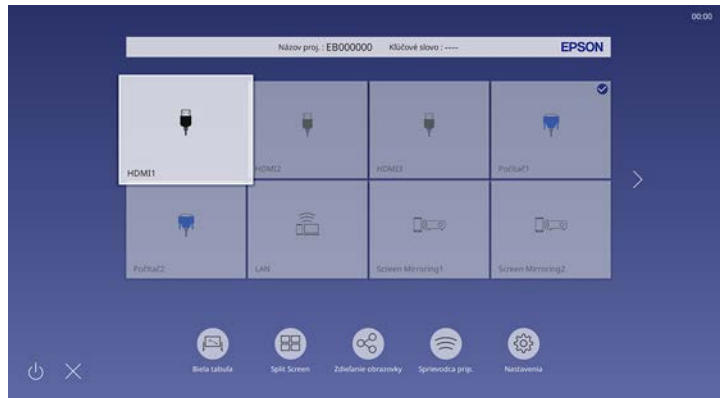 00:00
Názov proj. : EB000000 Kľúčové slovo : ---- EPSON
HDMI1 HDMI2 HDMI3 Počítač1
Počítač2 LAN Screen Mirroring1 Screen Mirroring2
Biela tabuľa Split Screen Zdieľanie obrazovky Sprievodca prip. Nastavenia